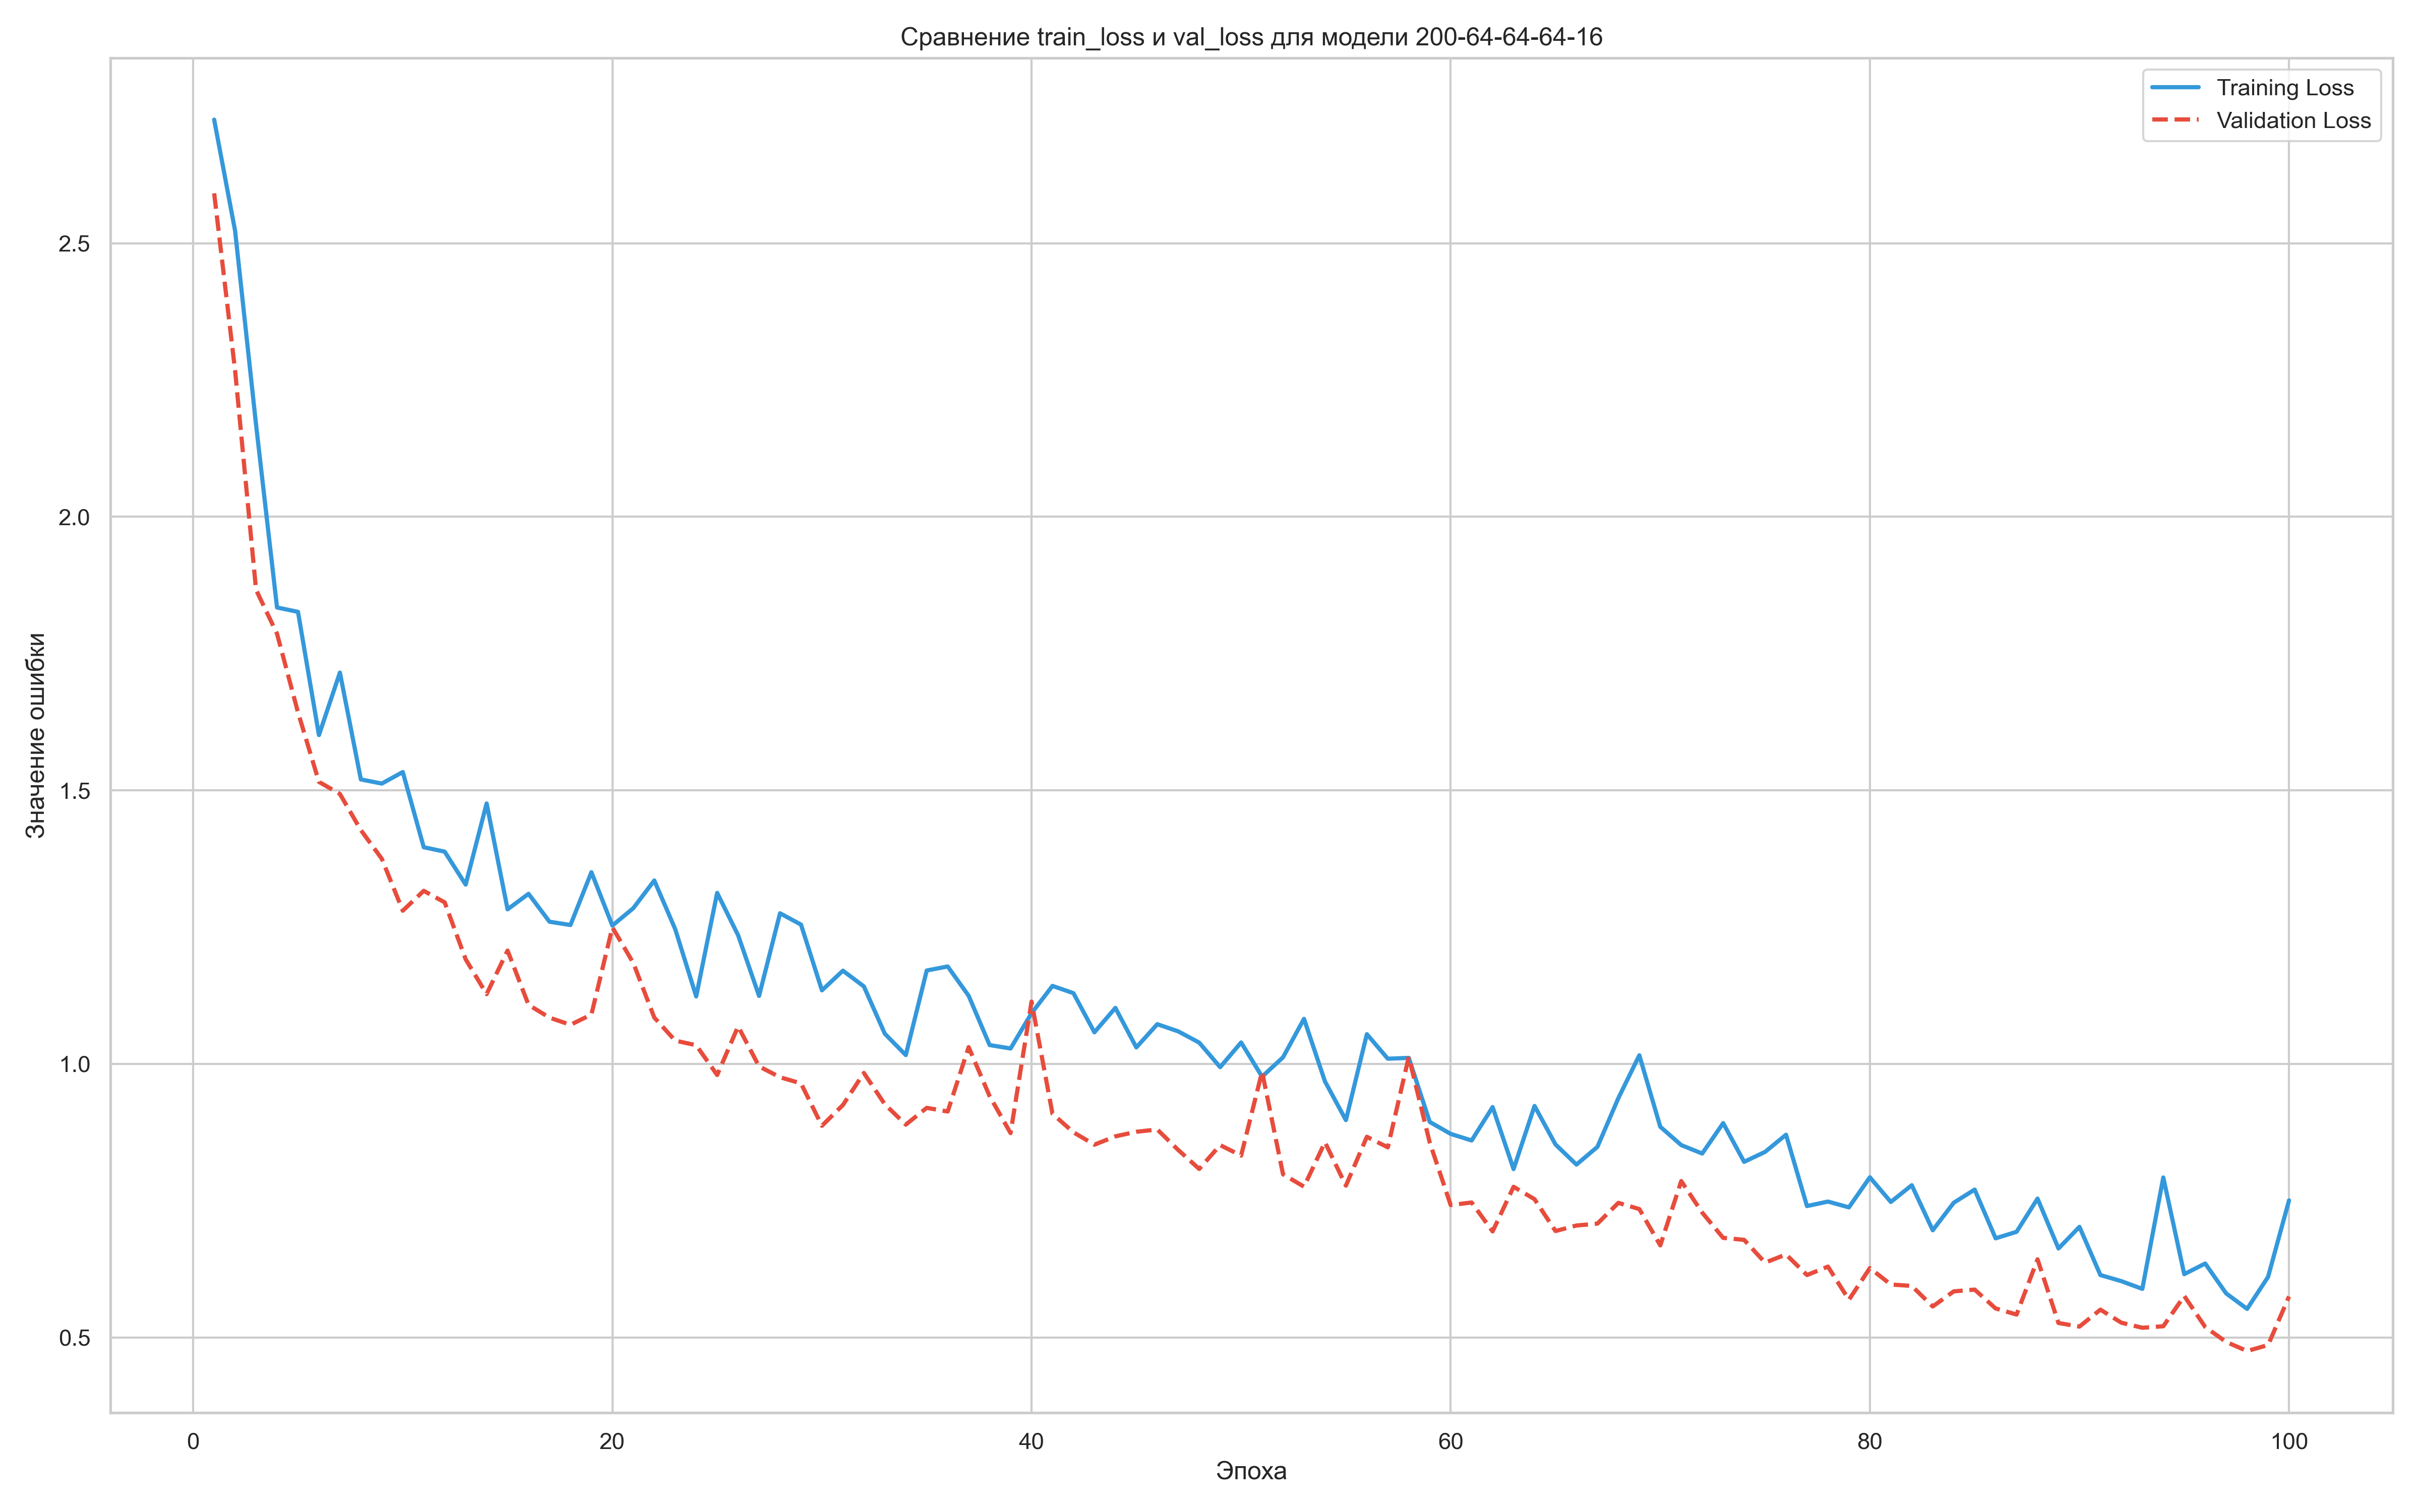 Сравнение train_loss и val_loss для модели 200-64-64-64-16
Training Loss
Validation Loss
Значение ошибки
2.5
2.0
1.5
1.0
0.5
0 20 40 60 80 100
Эпоха